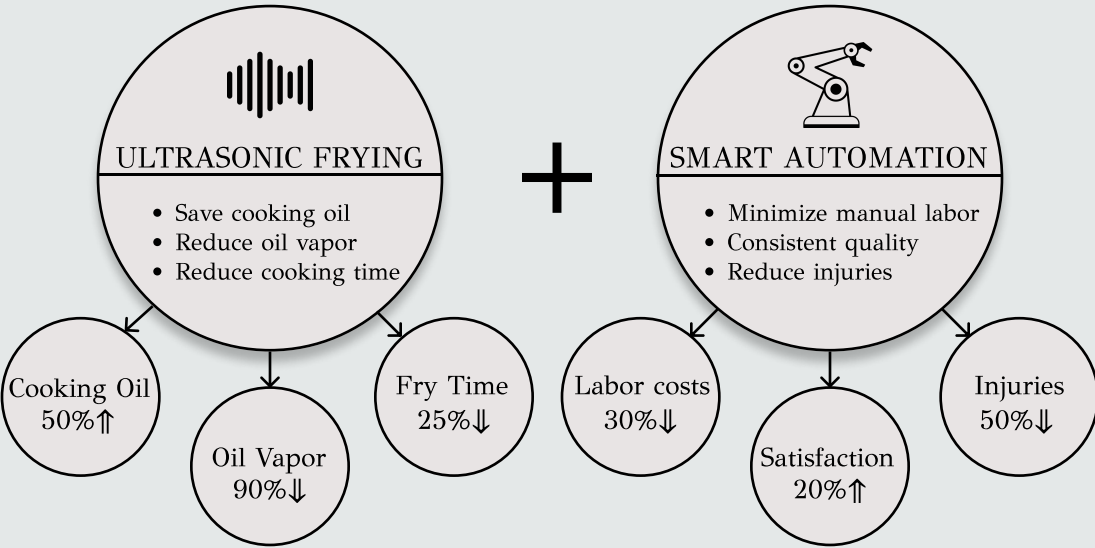 ULTRASONIC FRYING
• Save cooking oil
• Reduce oil vapor
• Reduce cooking time
Cooking Oil
50%⇑
Oil Vapor
90%⇓
Fry Time
25%⇓
+
SMART AUTOMATION
• Minimize manual labor
• Consistent quality
• Reduce injuries
Labor costs
30%⇓
Satisfaction
20%⇑
Injuries
50%⇓